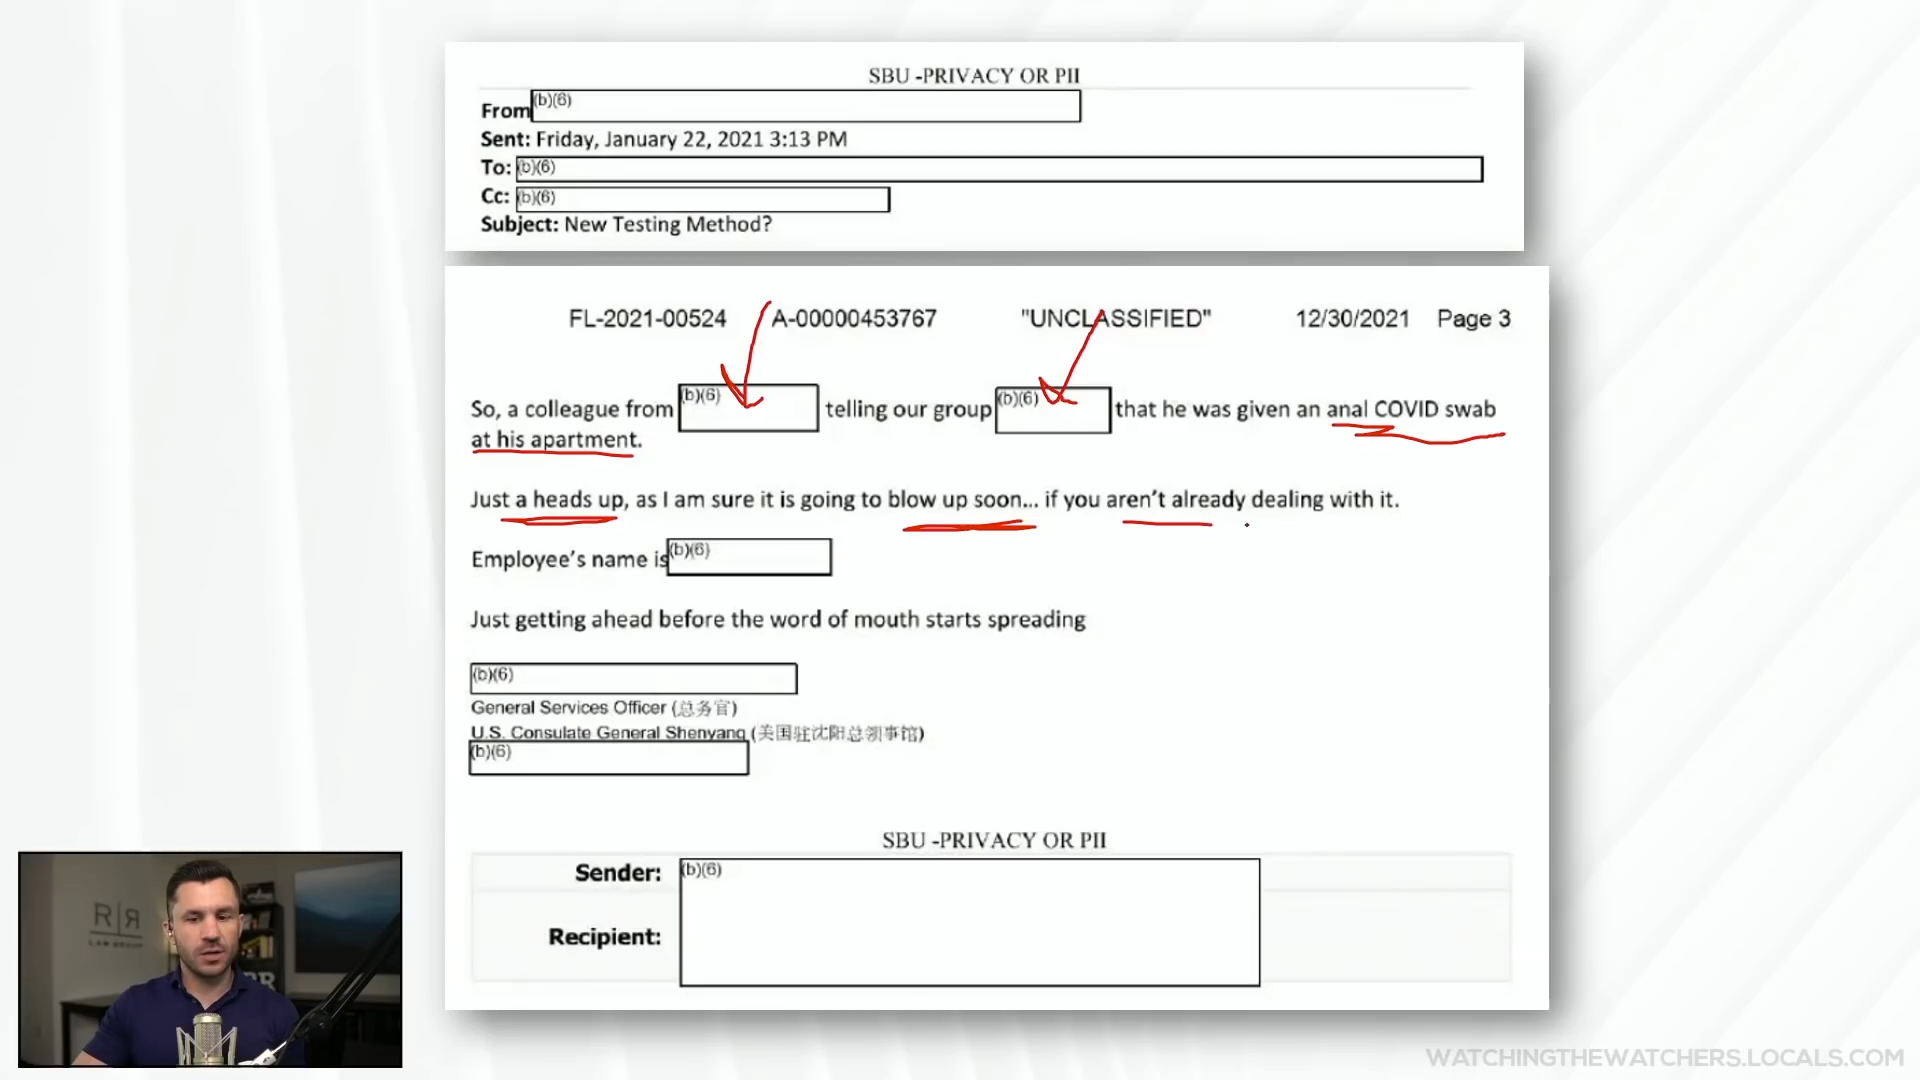 SBU -PRIVACY OR PII
From (b)(6)
Sent: Friday, January 22, 2021 3:13 PM
To: (b)(6)
Cc: (b)(6)
Subject: New Testing Method?
FL-2021-00524 A-00000453767 "UNCLASSIFIED" 12/30/2021 Page 3
So, a colleague from (b)(6) telling our group (b)(6) that he was given an anal COVID swab
at his apartment.
Just a heads up, as I am sure it is going to blow up soon... if you aren't already dealing with it.
Employee's name is (b)(6)
Just getting ahead before the word of mouth starts spreading
(b)(6)
General Services Officer (总务官)
U.S. Consulate General Shenyang (美国驻沈阳总领事馆)
(b)(6)
SBU -PRIVACY OR PII
Sender: (b)(6)
Recipient:
R|R
LAW GROUP
WATCHINGTHEWATCHERS.LOCALS.COM